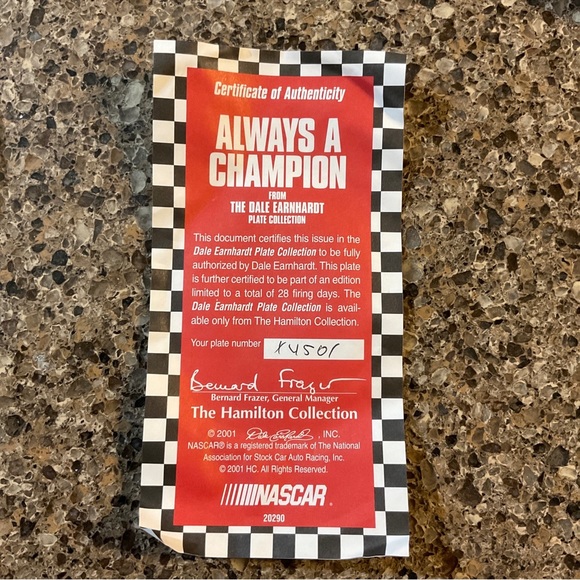 Certificate of Authenticity
ALWAYS A
CHAMPION
FROM
THE DALE EARNHARDT
PLATE COLLECTION
This document certifies this issue in the
Dale Earnhardt Plate Collection to be fully
authorized by Dale Earnhardt. This plate
is further certified to be part of an edition
limited to a total of 28 firing days. The
Dale Earnhardt Plate Collection is avail-
able only from The Hamilton Collection.
Your plate number X4501
Bernard Frazer
Bernard Frazer, General Manager
The Hamilton Collection
© 2001 Dale Earnhardt, INC.
NASCAR® is a registered trademark of The National
Association for Stock Car Auto Racing, Inc.
© 2001 HC. All Rights Reserved.
NASCAR®
20290